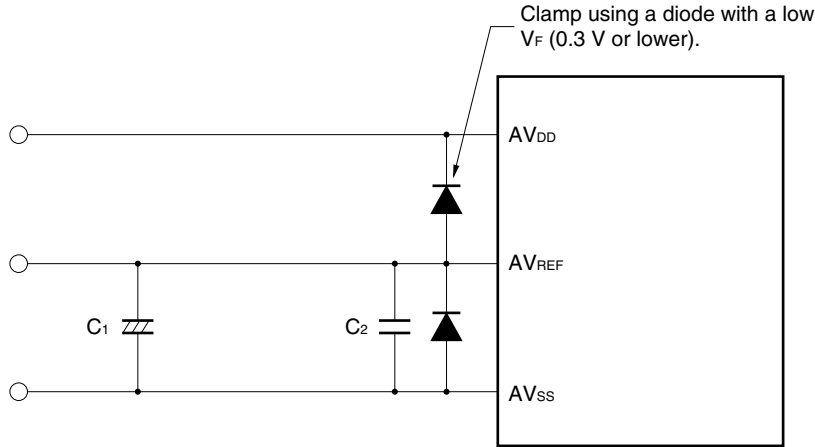 Clamp using a diode with a low
VF (0.3 V or lower).
AVDD
AVREF
C1
C2
AVSS